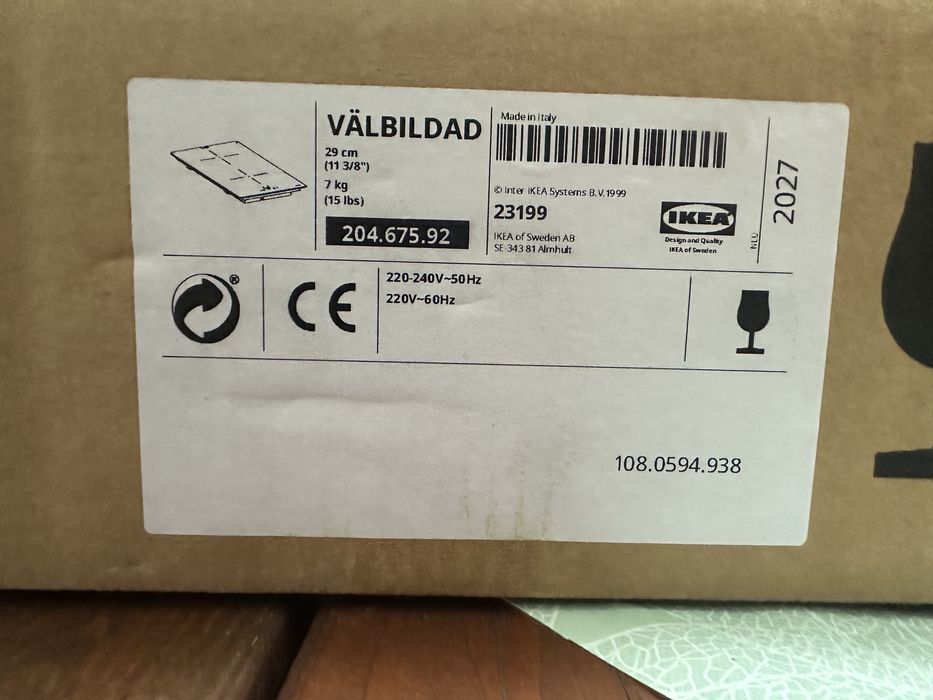 VÄLBILDAD
29 cm
(11 3/8")
7 kg
(15 lbs)
204.675.92
Made in Italy
© Inter IKEA Systems B.V. 1999
23199
IKEA of Sweden AB
SE-343 81 Älmhult
IKEA
®
Design and Quality
IKEA of Sweden
NLU
2027
®
CE
220-240V~50Hz
220V~60Hz
108.0594.938